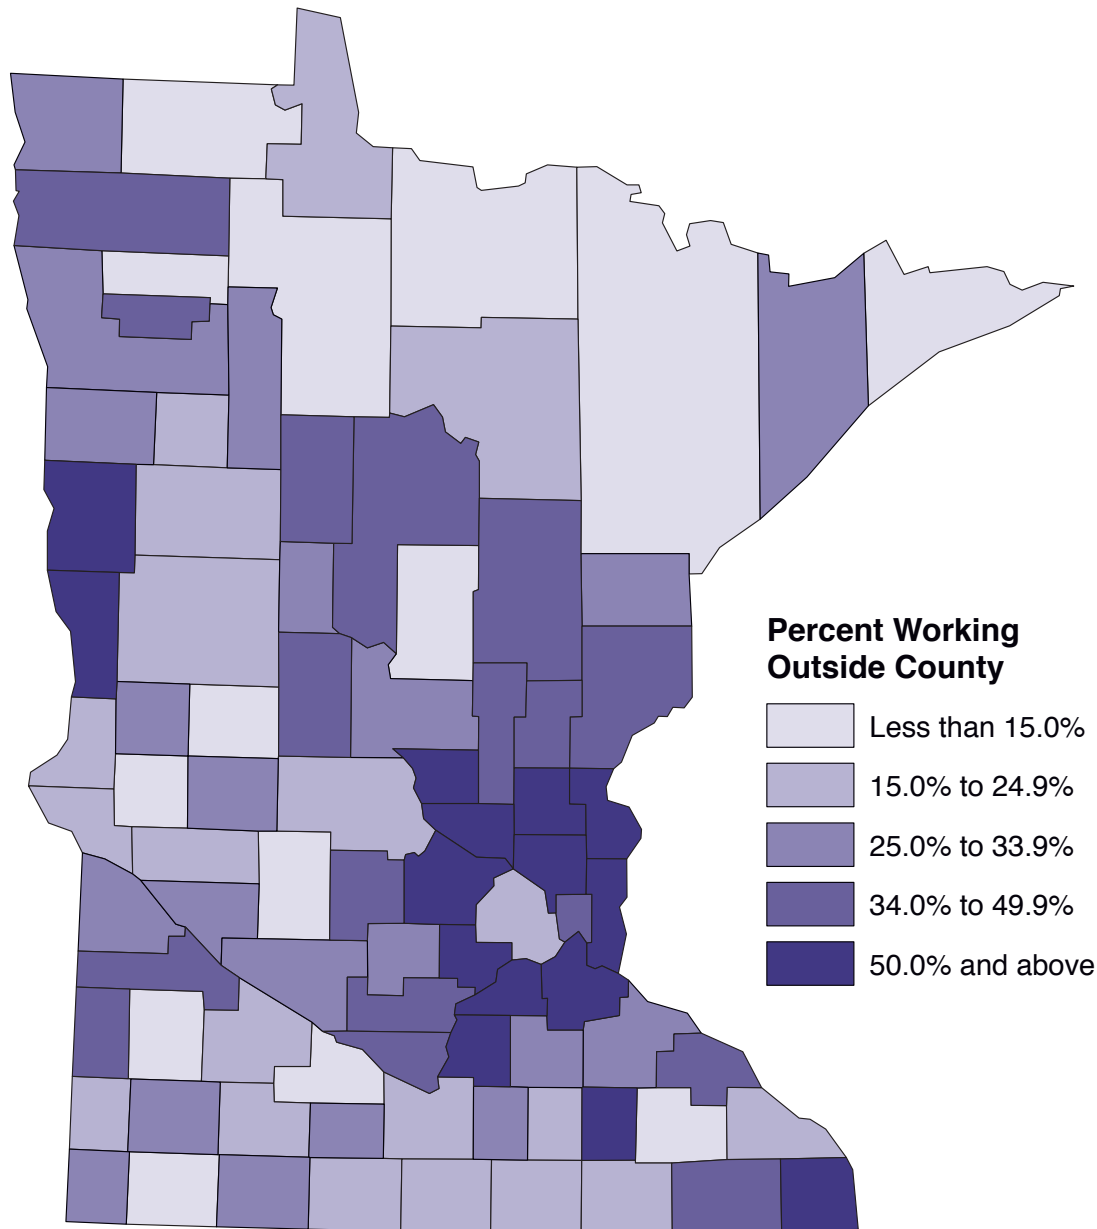 Percent Working
Outside County
Less than 15.0%
15.0% to 24.9%
25.0% to 33.9%
34.0% to 49.9%
50.0% and above